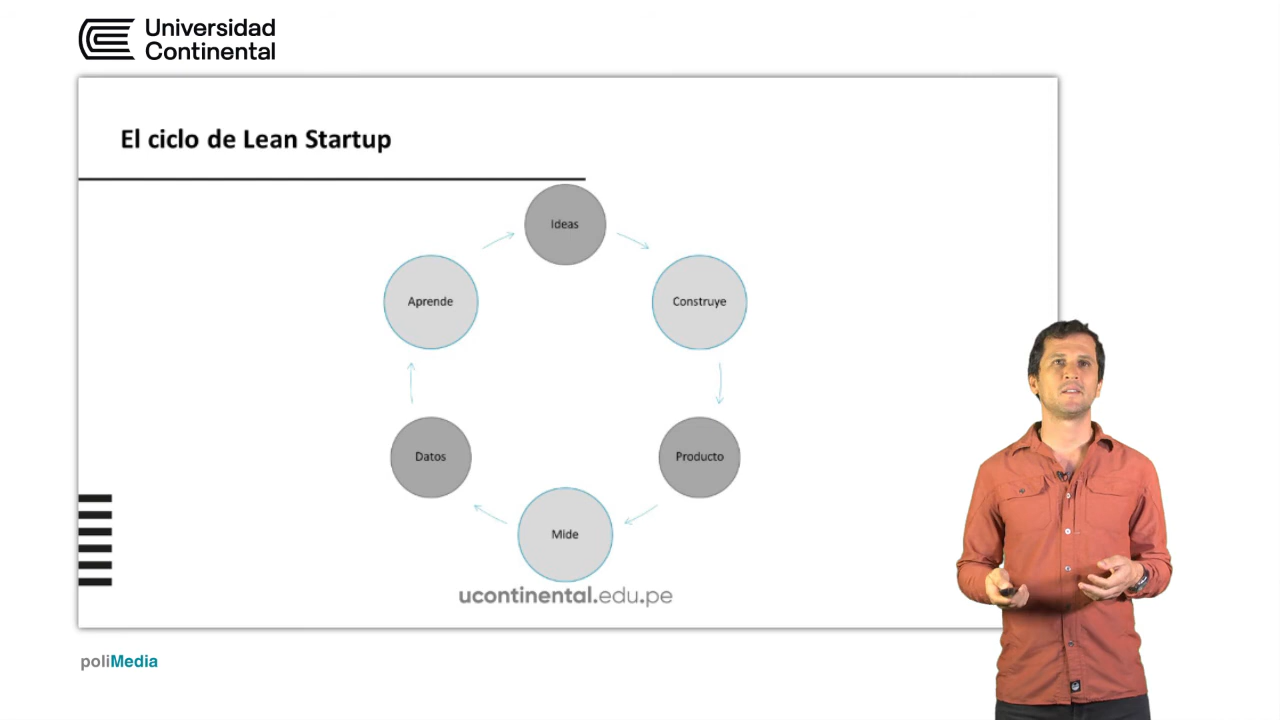 Universidad
Continental
El ciclo de Lean Startup
Ideas
Aprende
Construye
Datos
Producto
Mide
ucontinental.edu.pe
poliMedia